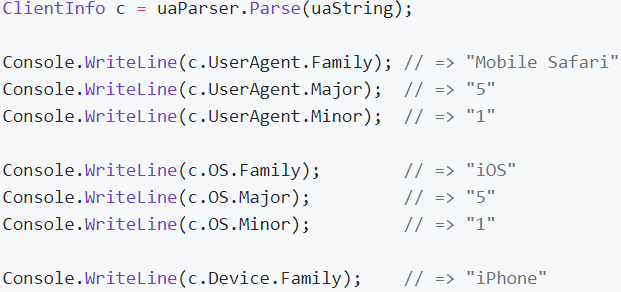 ClientInfo c = uaParser.Parse(uaString);
Console.WriteLine(c.UserAgent.Family); // => "Mobile Safari"
Console.WriteLine(c.UserAgent.Major);  // => "5"
Console.WriteLine(c.UserAgent.Minor);  // => "1"
Console.WriteLine(c.OS.Family);        // => "iOS"
Console.WriteLine(c.OS.Major);         // => "5"
Console.WriteLine(c.OS.Minor);         // => "1"
Console.WriteLine(c.Device.Family);    // => "iPhone"